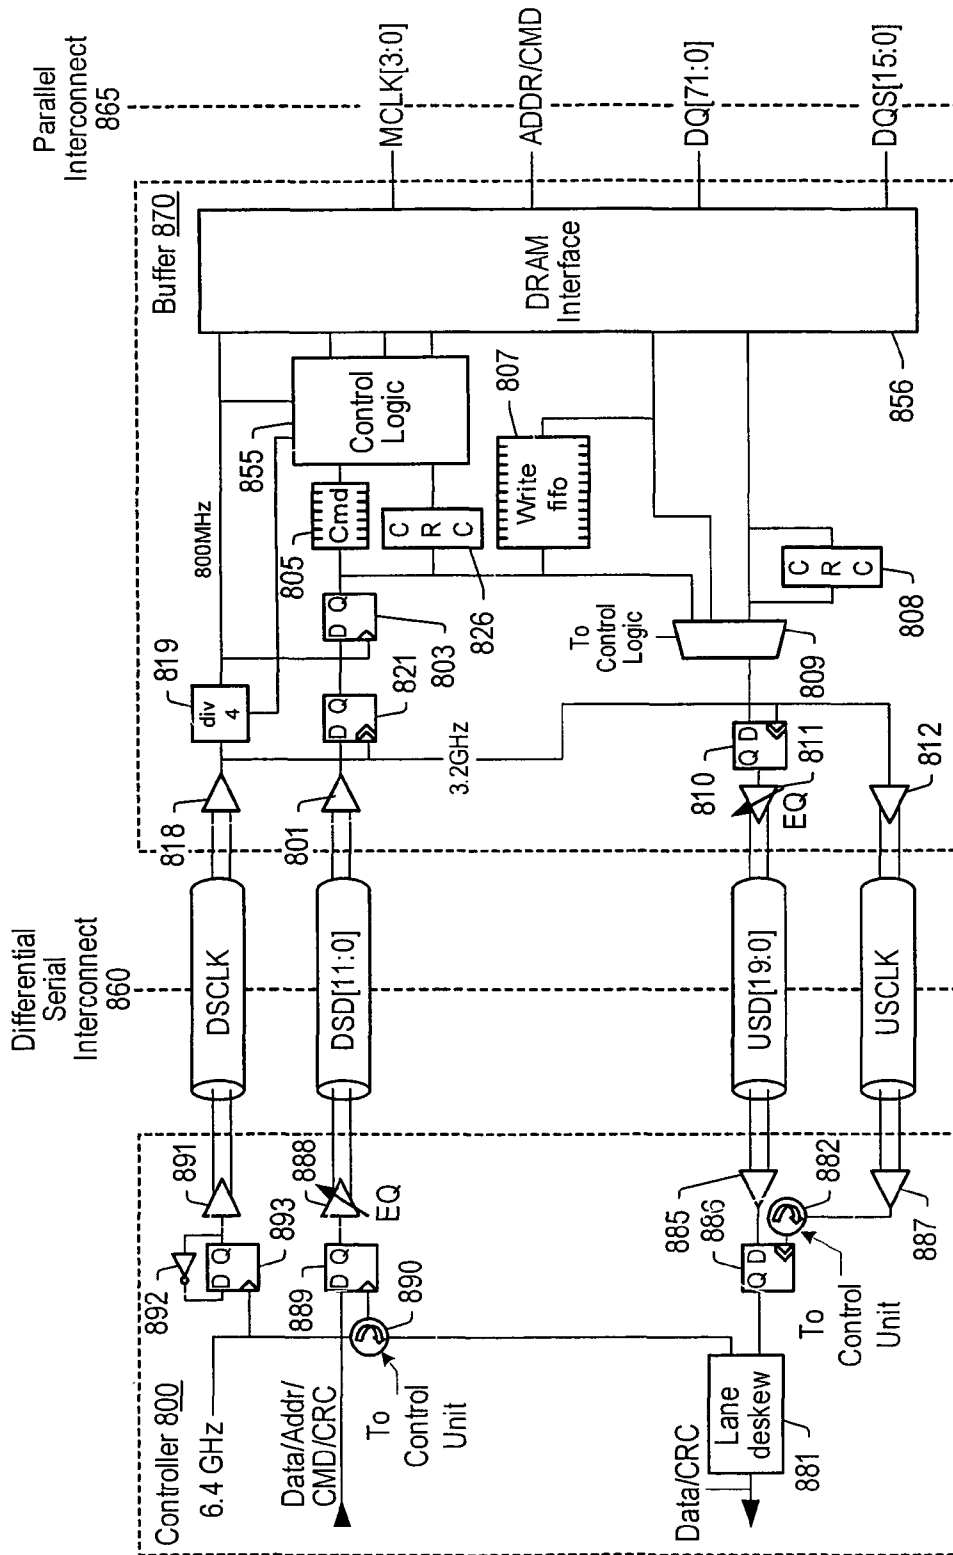 Parallel
Interconnect
865
MCLK[3:0]
ADDR/CMD
DQ[71:0]
DQS[15:0]
Buffer 870
DRAM
Interface
856
800MHz
855
Control
Logic
Cmd
805
C R C
826
Write
fifo
807
C R C
808
819
div
4
D Q
803
D Q
821
3.2GHz
To
Control
Logic
809
Q D
810
811
EQ
812
818
801
Differential
Serial
Interconnect
860
DSCLK
DSD[11:0]
USD[19:0]
USCLK
Controller 800
6.4 GHz
891
892
D Q
893
888
EQ
889
D Q
890
Data/Addr/
CMD/CRC
To
Control
Unit
885
886
Q D
882
887
To
Control
Unit
Lane
deskew
881
Data/CRC